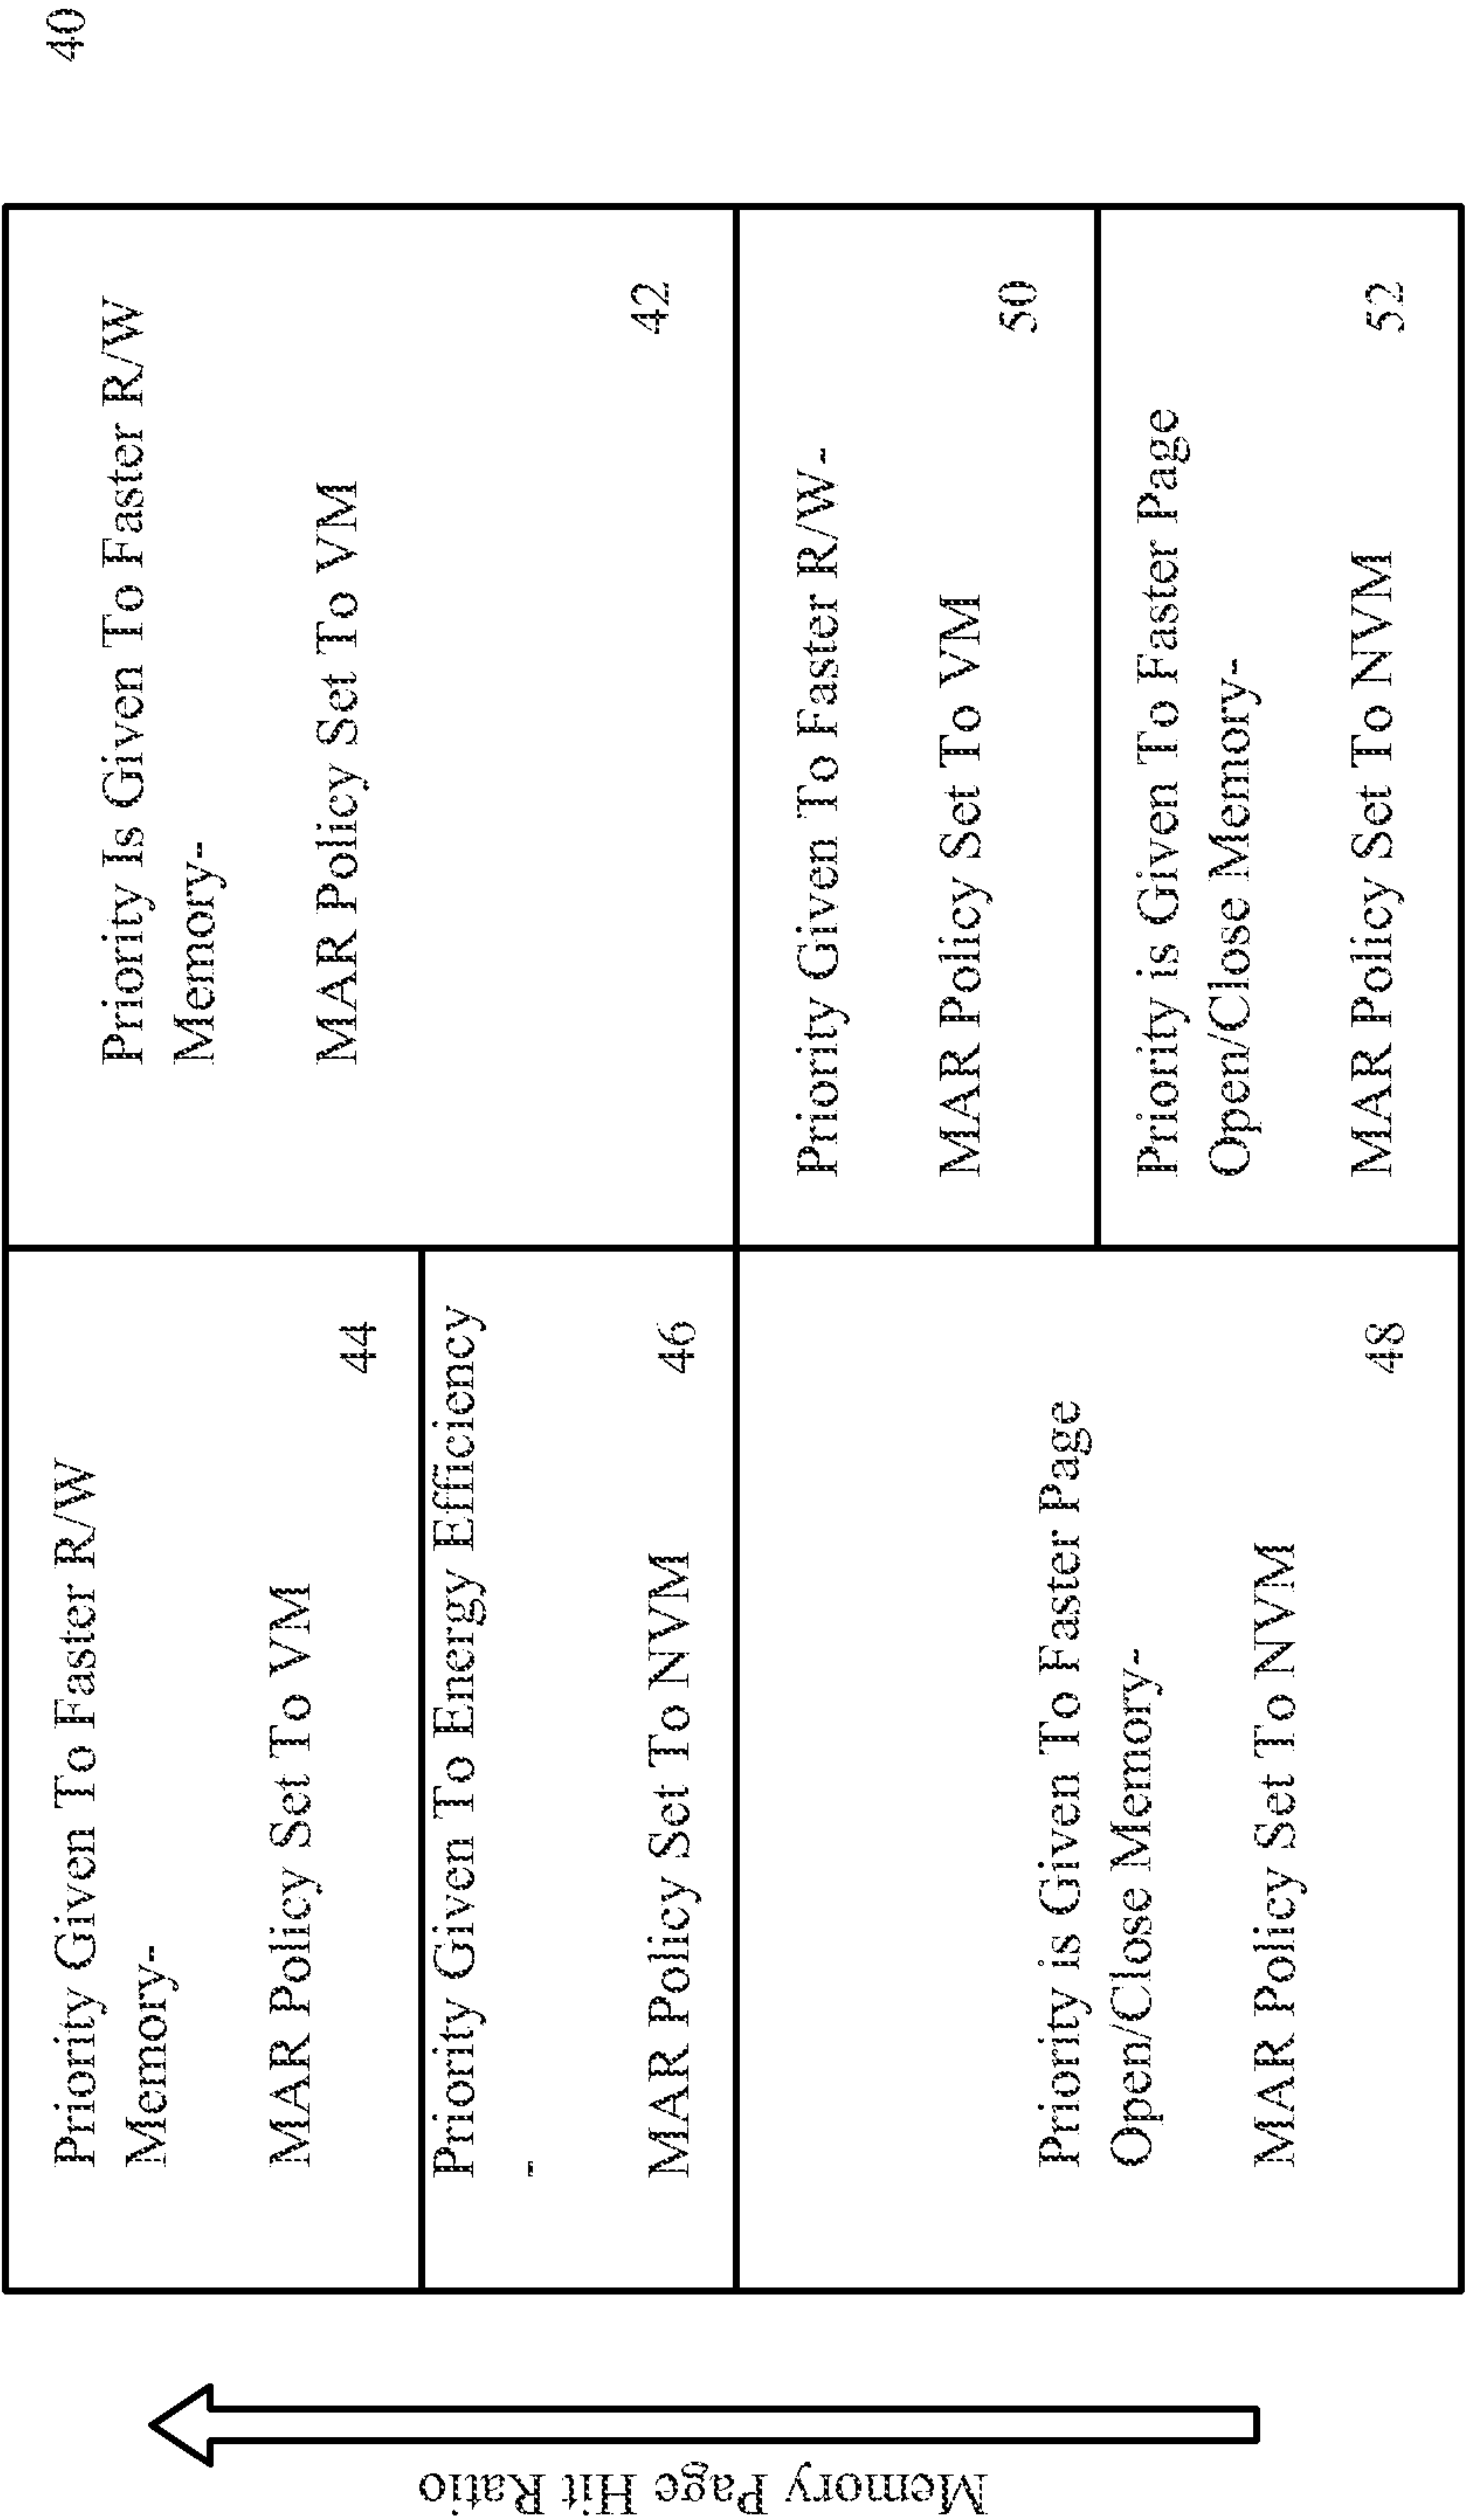 40
Memory Page Hit Ratio
Priority Given To Faster R/W
Memory-
MAR Policy Set To VM
44
Priority Is Given To Faster R/W
Memory-
MAR Policy Set To VM
42
Priority Given To Energy Efficiency
-
MAR Policy Set To NVM
46
Priority is Given To Faster Page
Open/Close Memory-
MAR Policy Set To NVM
48
Priority Given To Faster R/W-
MAR Policy Set To VM
50
Priority is Given To Faster Page
Open/Close Memory-
MAR Policy Set To NVM
52